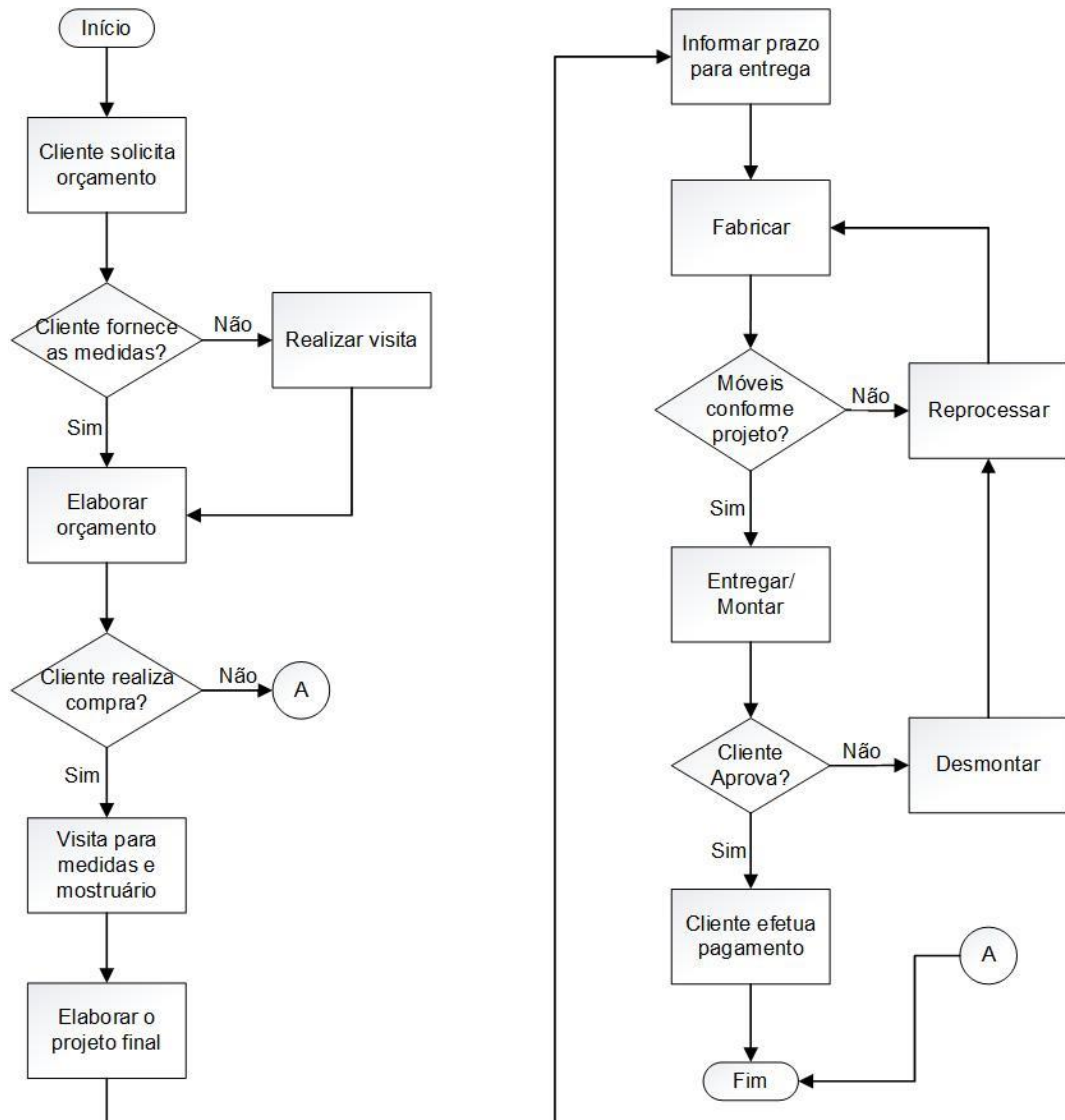 Início
Cliente solicita
orçamento
Cliente fornece
as medidas?
Não
Realizar visita
Sim
Elaborar
orçamento
Cliente realiza
compra?
Não
A
Sim
Visita para
medidas e
mostruário
Elaborar o
projeto final
Informar prazo
para entrega
Fabricar
Móveis
conforme
projeto?
Não
Reprocessar
Sim
Entregar/
Montar
Cliente
Aprova?
Não
Desmontar
Sim
Cliente efetua
pagamento
A
Fim